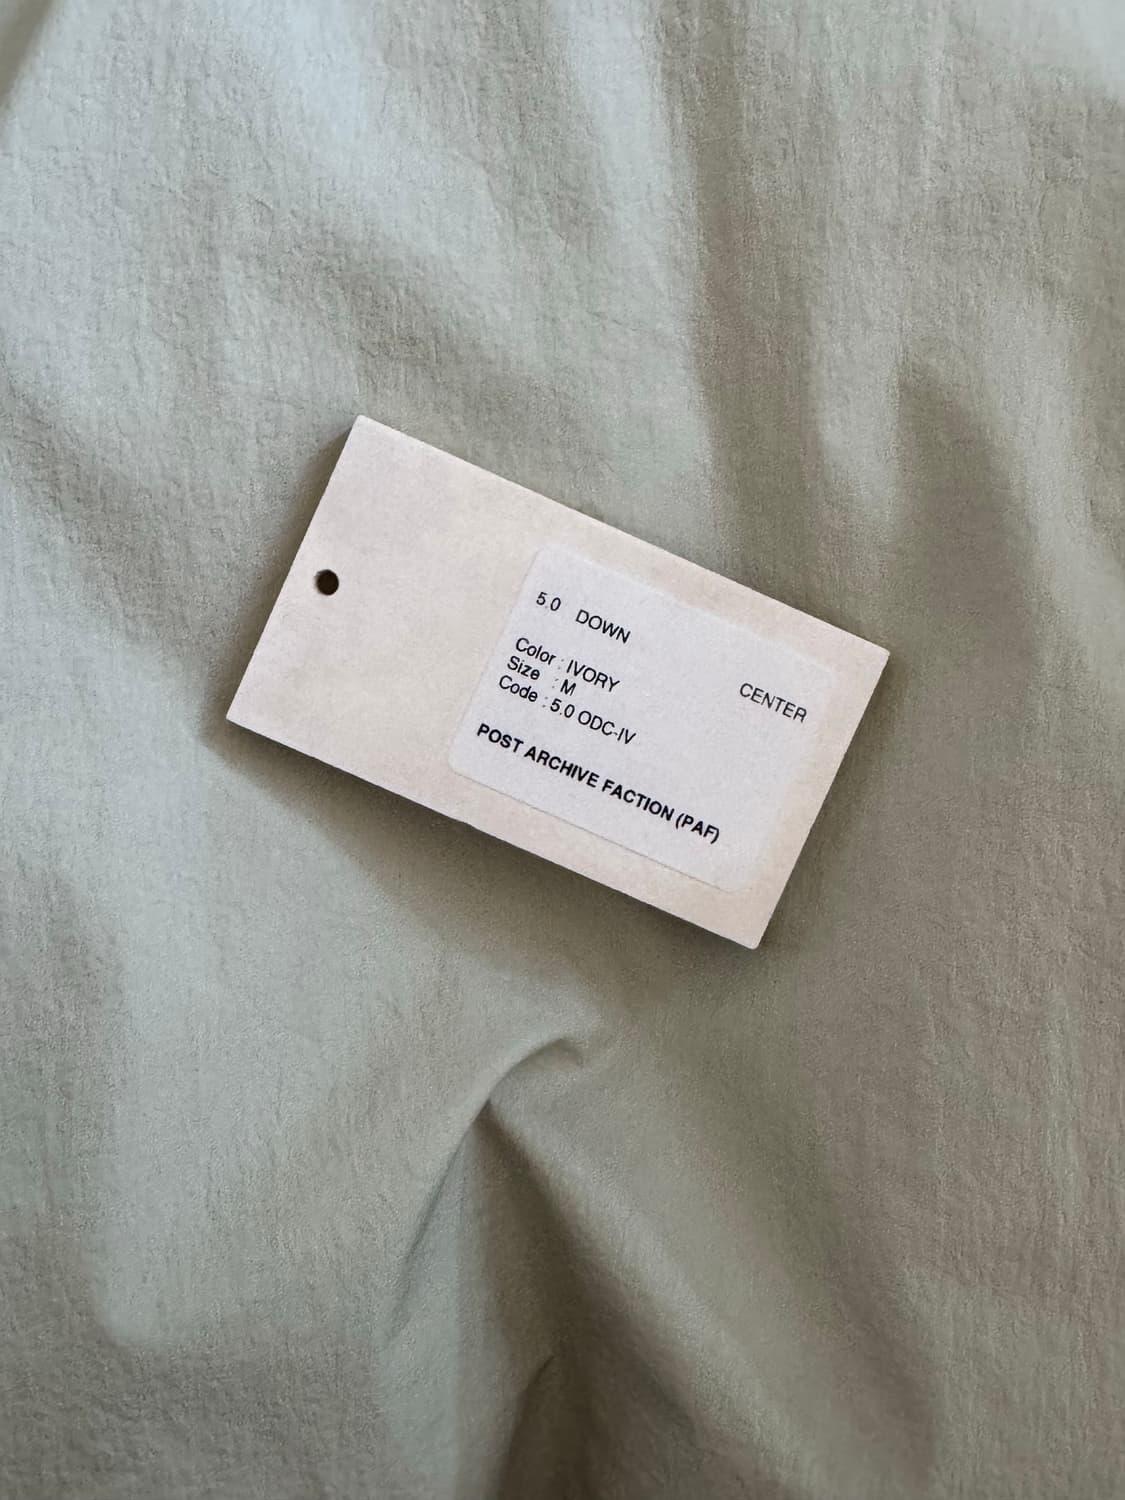 5.0 DOWN CENTER
Color : IVORY
Size : M
Code : 5.0 ODC-IV
POST ARCHIVE FACTION (PAF)